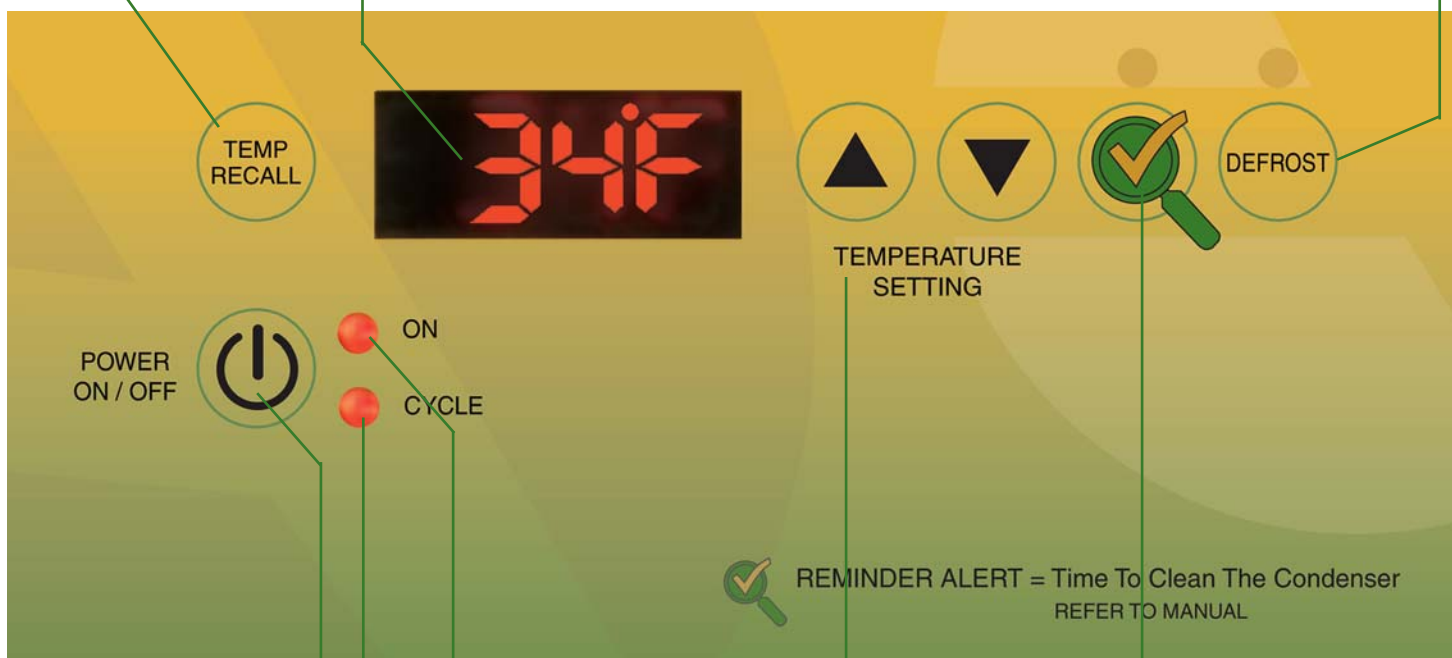 TEMP
RECALL
34°F
DEFROST
TEMPERATURE
SETTING
POWER
ON / OFF
ON
CYCLE
REMINDER ALERT = Time To Clean The Condenser
REFER TO MANUAL